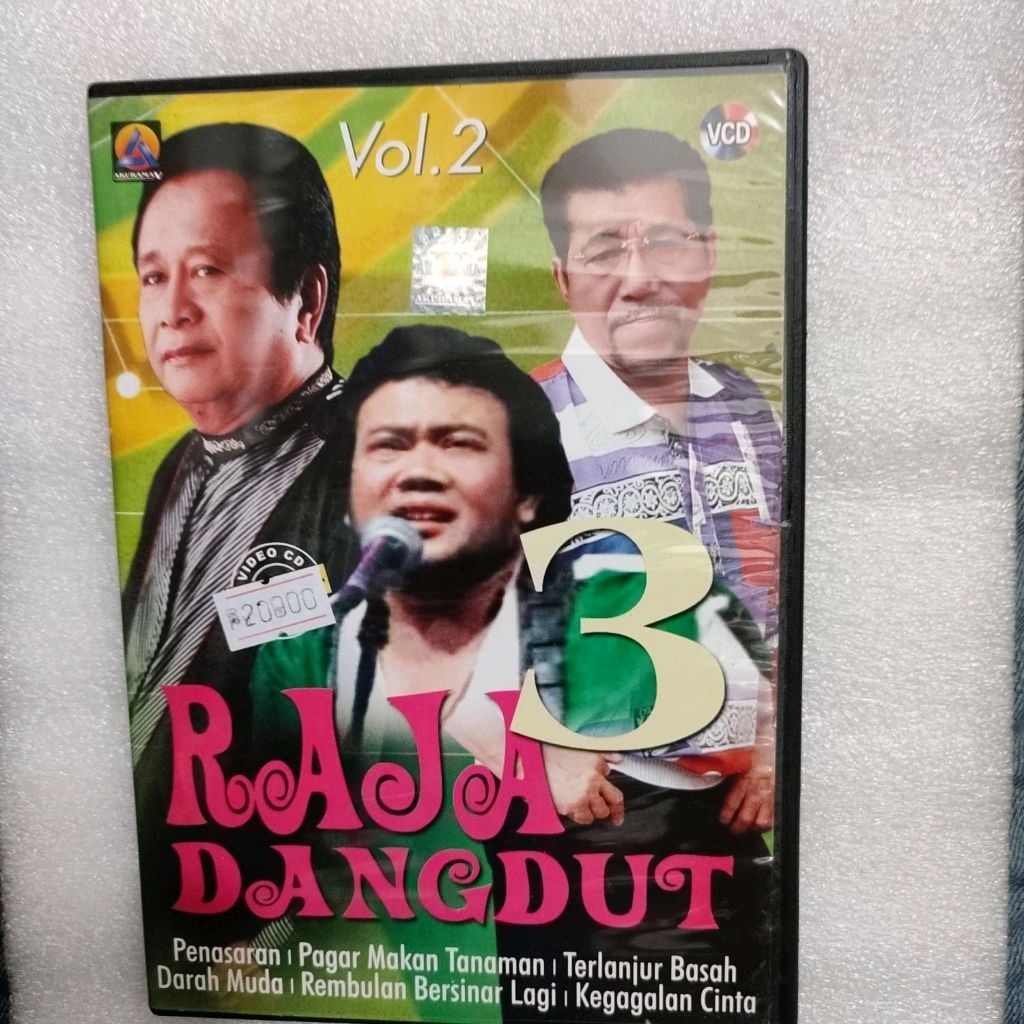 Vol.2
VCD
AKURAMA
VIDEO CD
3
RAJA
DANGDUT
Penasaran | Pagar Makan Tanaman | Terlanjur Basah
Darah Muda | Rembulan Bersinar Lagi | Kegagalan Cinta